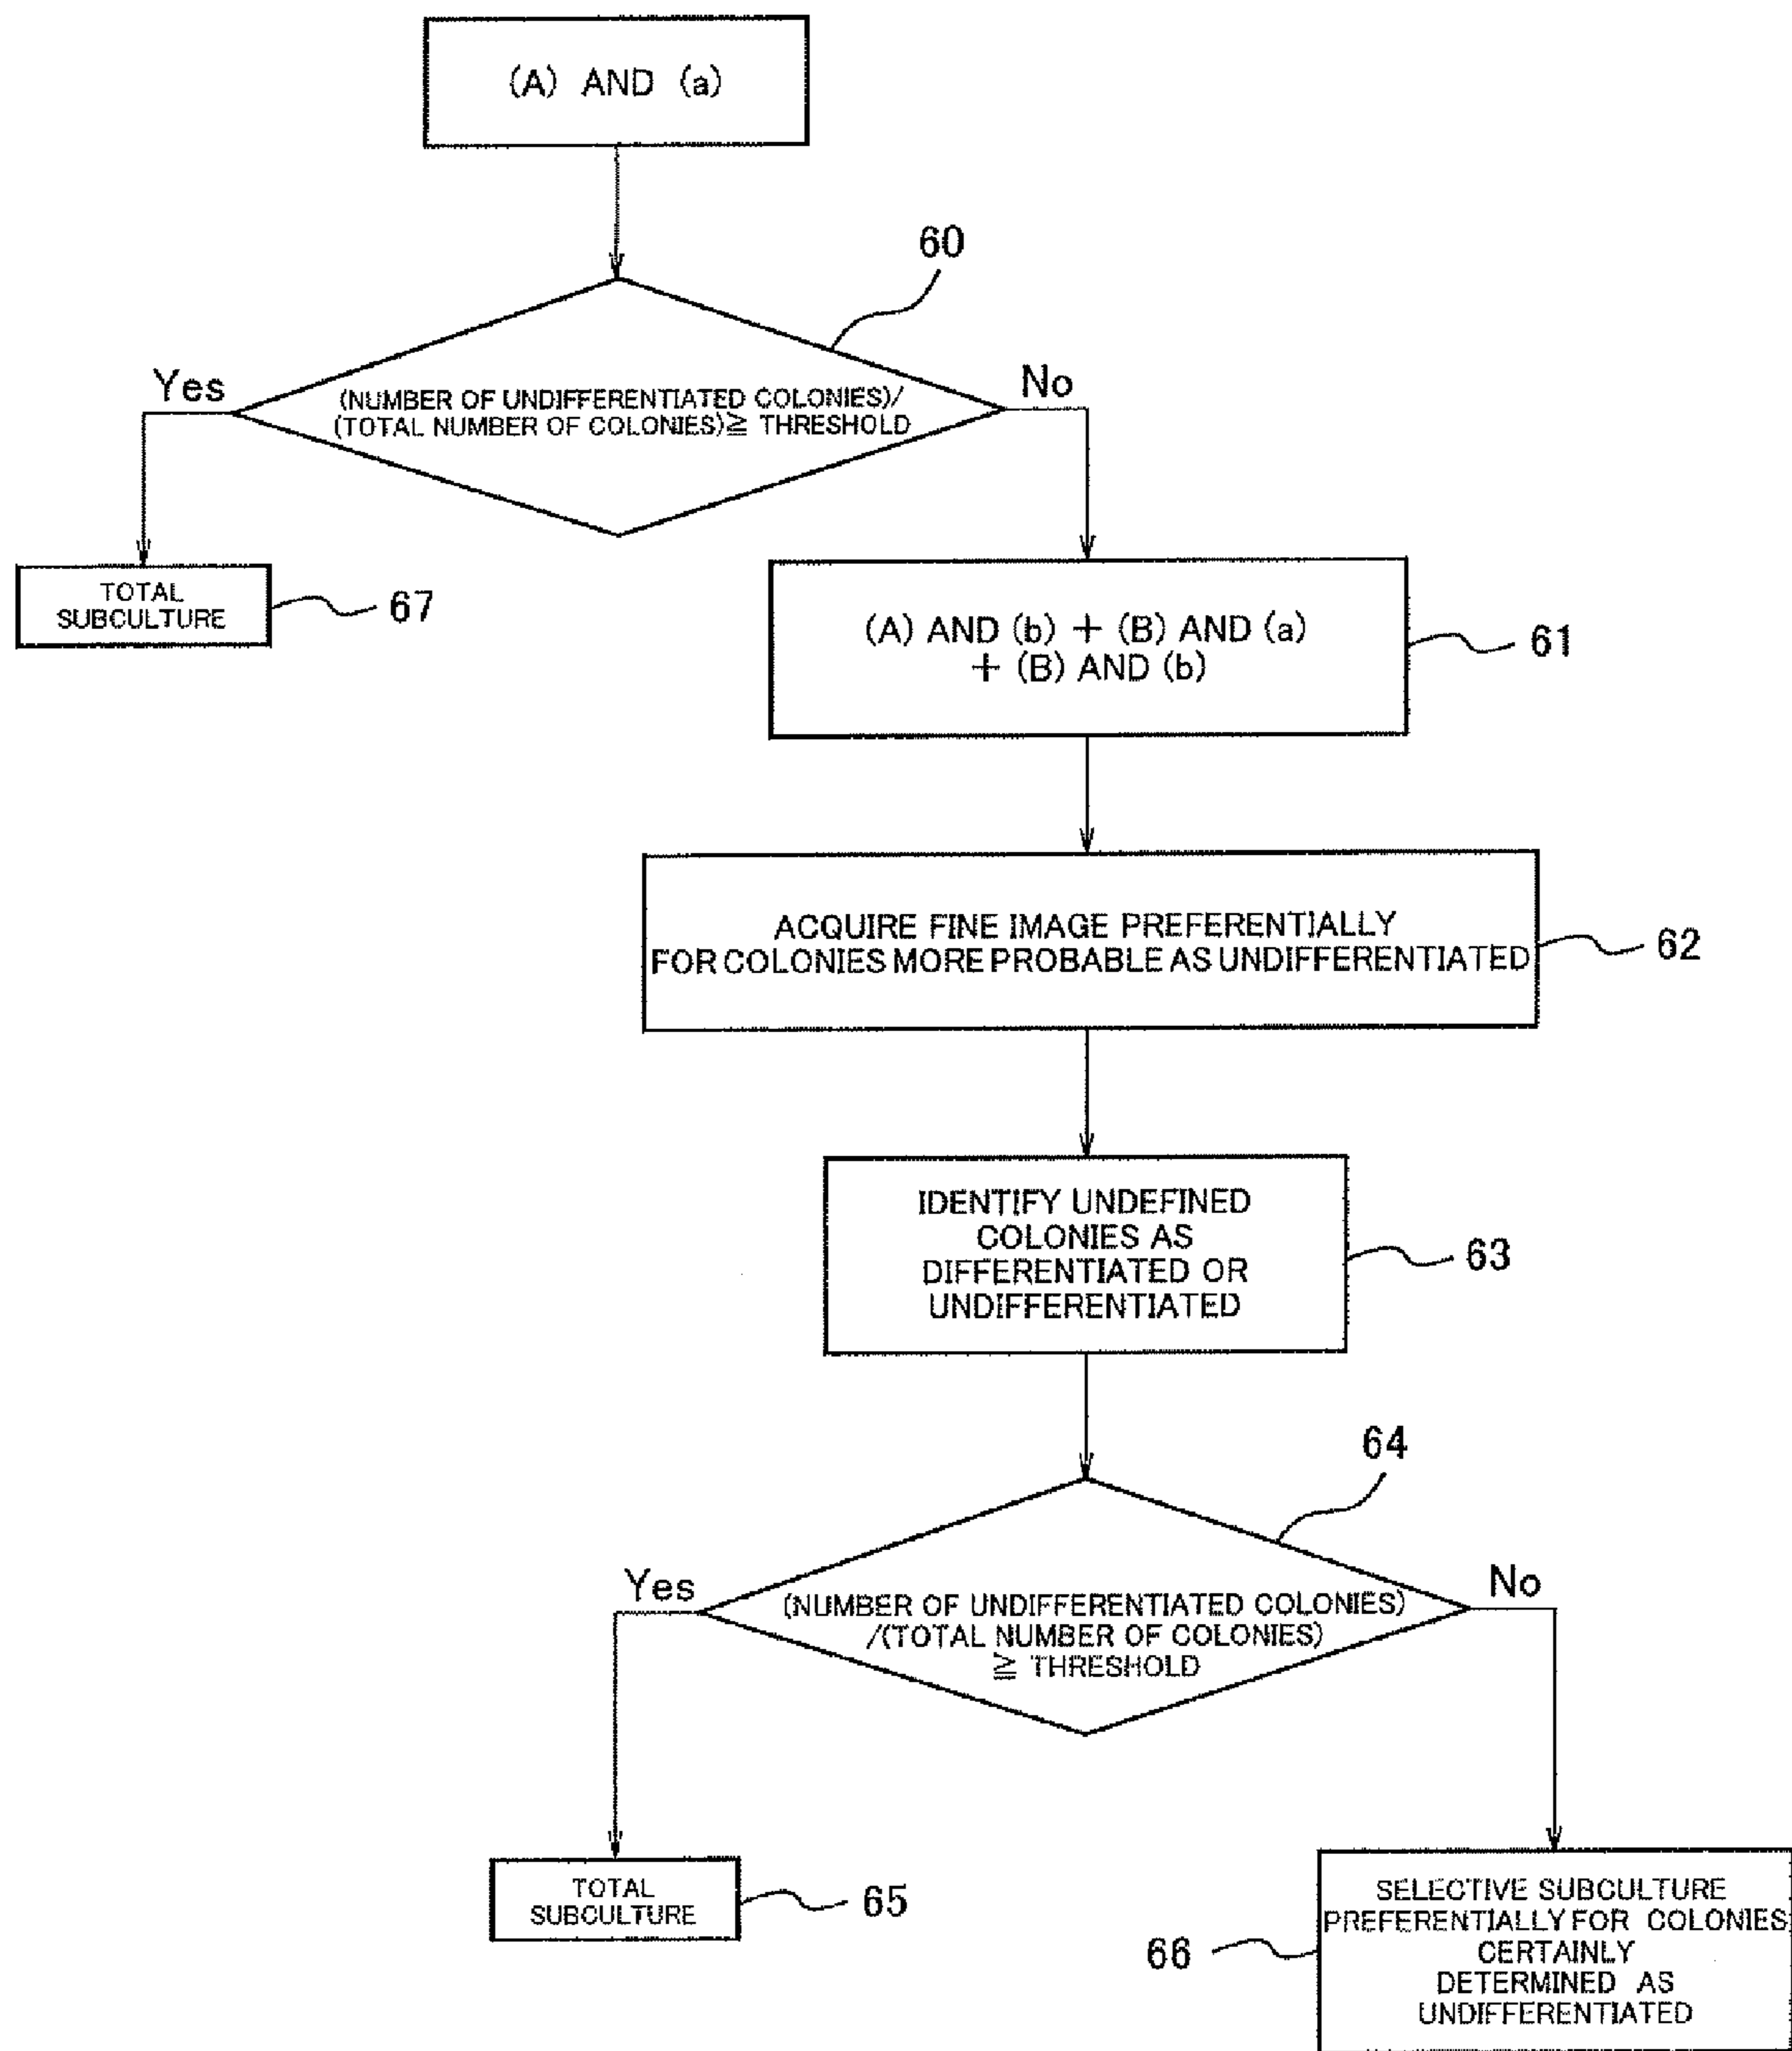 (A) AND (a)
60
Yes
No
(NUMBER OF UNDIFFERENTIATED COLONIES)/
(TOTAL NUMBER OF COLONIES)≧ THRESHOLD
TOTAL
SUBCULTURE
67
(A) AND (b) + (B) AND (a)
+ (B) AND (b)
61
ACQUIRE FINE IMAGE PREFERENTIALLY
FOR COLONIES MORE PROBABLE AS UNDIFFERENTIATED
62
IDENTIFY UNDEFINED
COLONIES AS
DIFFERENTIATED OR
UNDIFFERENTIATED
63
64
Yes
No
(NUMBER OF UNDIFFERENTIATED COLONIES)
/(TOTAL NUMBER OF COLONIES)
≧ THRESHOLD
TOTAL
SUBCULTURE
65
SELECTIVE SUBCULTURE
PREFERENTIALLY FOR COLONIES
CERTAINLY
DETERMINED AS
UNDIFFERENTIATED
66